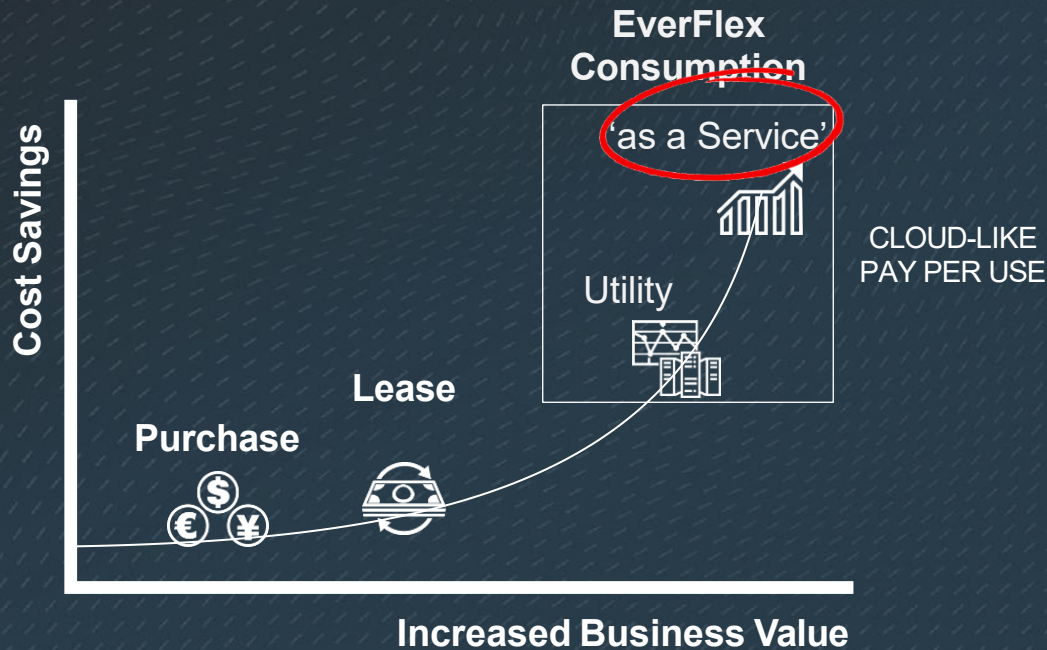 EverFlex
Consumption
'as a Service'
Cost Savings
CLOUD-LIKE
PAY PER USE
Utility
Lease
Purchase
$
€ ¥
Increased Business Value